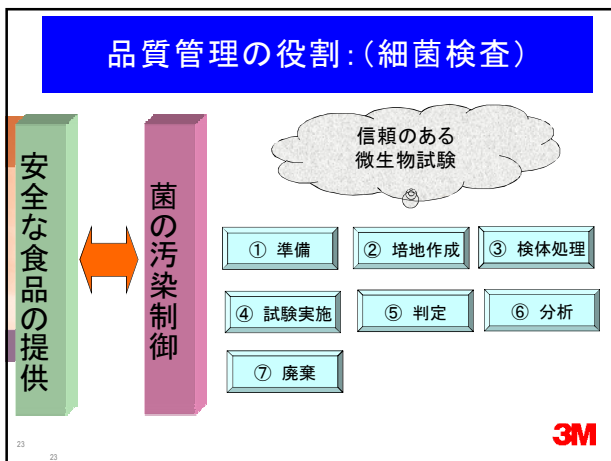 品質管理の役割:(細菌検査)
安全な食品の提供
菌の汚染制御
信頼のある
微生物試験
① 準備
② 培地作成
③ 検体処理
④ 試験実施
⑤ 判定
⑥ 分析
⑦ 廃棄
3M
23
23